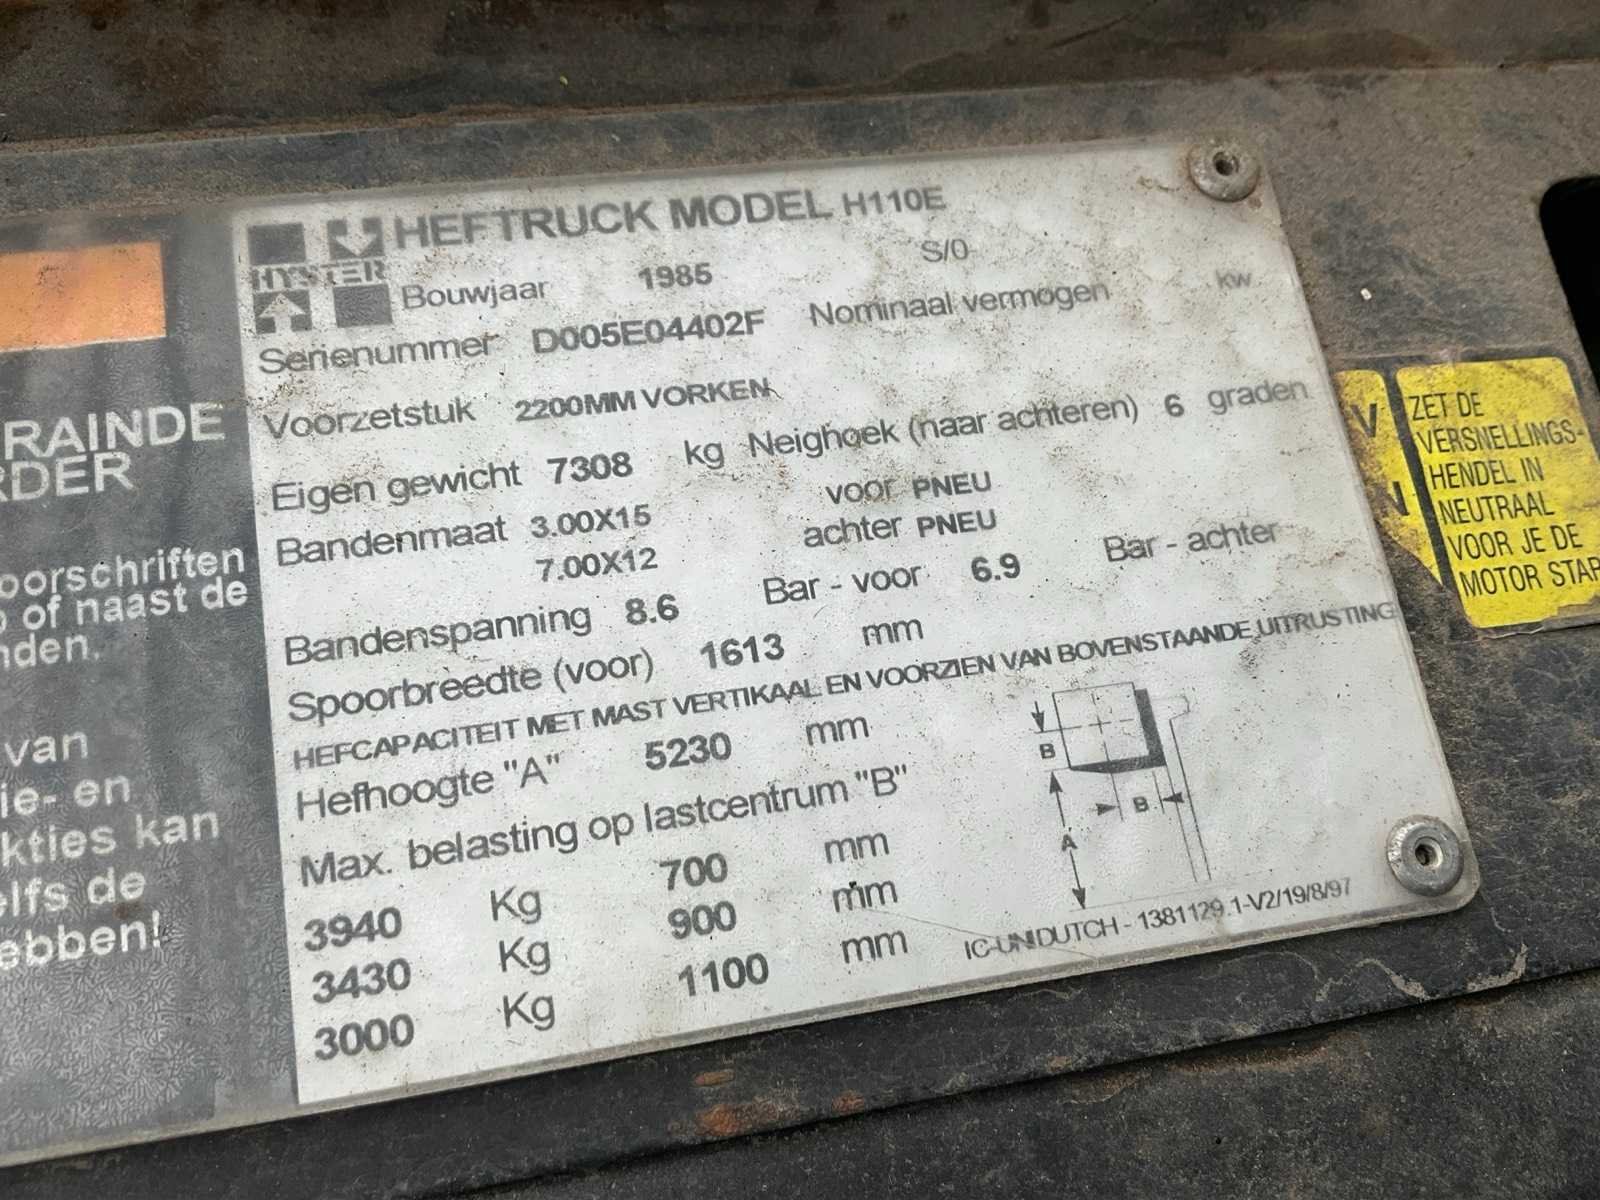 HYSTER
HEFTRUCK MODEL H110E
Bouwjaar 1985 S/0
Serienummer D005E04402F Nominaal vermogen kw
Voorzetstuk 2200MM VORKEN
Eigen gewicht 7308 kg Neighoek (naar achteren) 6 graden
Bandenmaat 3.00X15 voor PNEU
7.00X12 achter PNEU
Bandenspanning 8.6 Bar - voor 6.9 Bar - achter
Spoorbreedte (voor) 1613 mm
HEFCAPACITEIT MET MAST VERTIKAAL EN VOORZIEN VAN BOVENSTAANDE UITRUSTING
Hefhoogte "A" 5230 mm
Max. belasting op lastcentrum "B"
3940 Kg 700 mm
3430 Kg 900 mm
3000 Kg 1100 mm
B
B
A
IC-UNIDUTCH - 1381129.1-V2/19/8/97
RAINDE
RDER
oorschriften
o of naast de
nden.
van
ie- en
kties kan
elfs de
ebben!
V
N
ZET DE
VERSNELLINGS-
HENDEL IN
NEUTRAAL
VOOR JE DE
MOTOR STAR